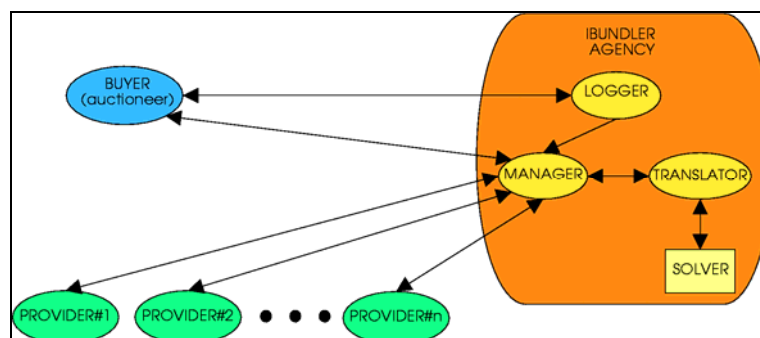 IBUNDLER
AGENCY
BUYER
(auctioneer)
LOGGER
MANAGER
TRANSLATOR
SOLVER
PROVIDER#1
PROVIDER#2
PROVIDER#n